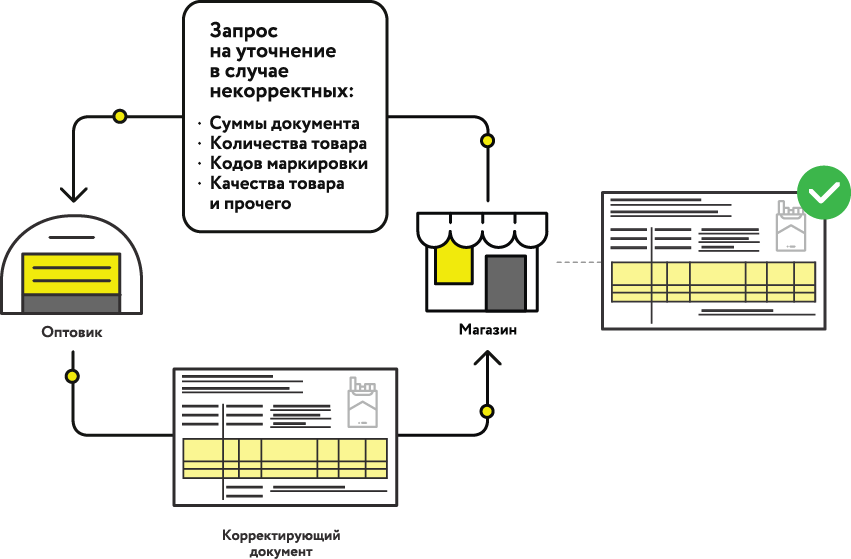 Запрос
на уточнение
в случае
некорректных:
· Суммы документа
· Количества товара
· Кодов маркировки
· Качества товара
и прочего
Оптовик
Магазин
Корректирующий
документ